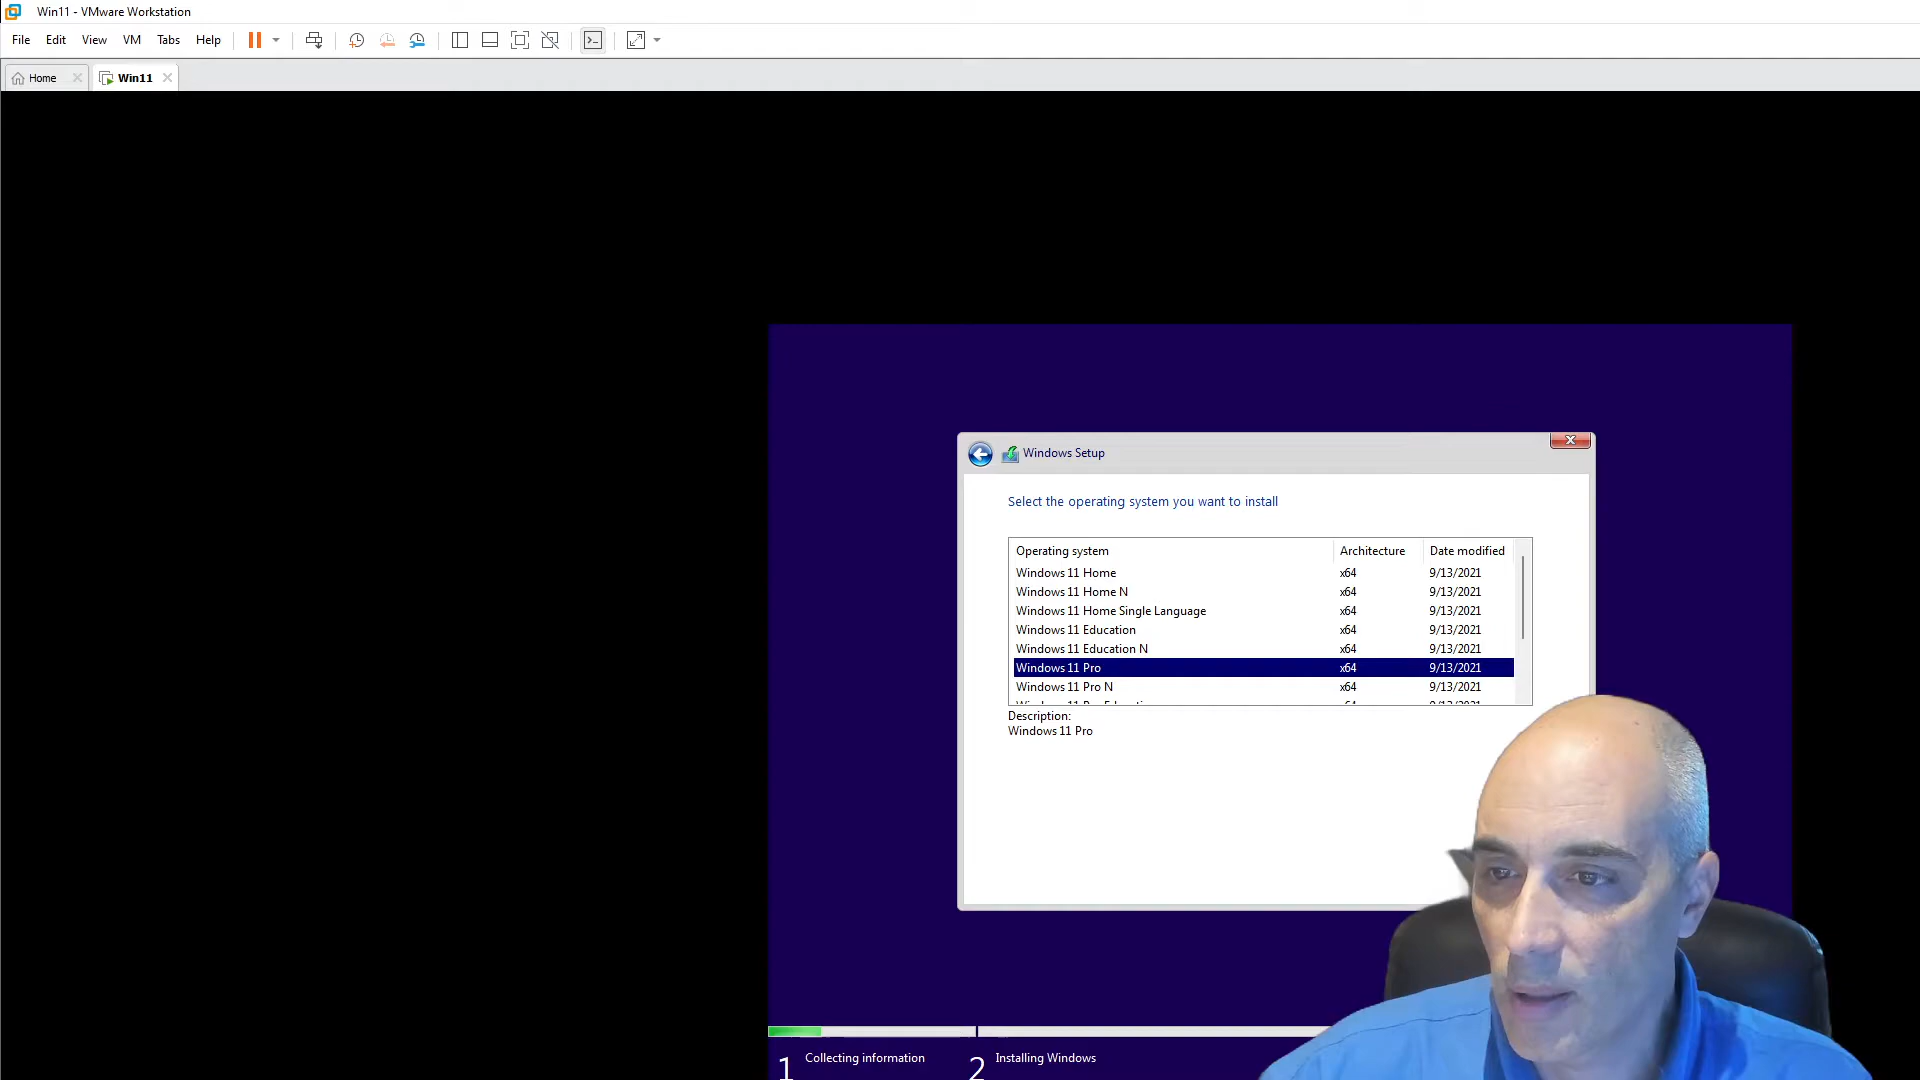 Win11 - VMware Workstation
File Edit View VM Tabs Help
Home Win11
Windows Setup
Select the operating system you want to install
Operating system Architecture Date modified
Windows 11 Home x64 9/13/2021
Windows 11 Home N x64 9/13/2021
Windows 11 Home Single Language x64 9/13/2021
Windows 11 Education x64 9/13/2021
Windows 11 Education N x64 9/13/2021
Windows 11 Pro x64 9/13/2021
Windows 11 Pro N x64 9/13/2021
Description:
Windows 11 Pro
1 Collecting information 2 Installing Windows